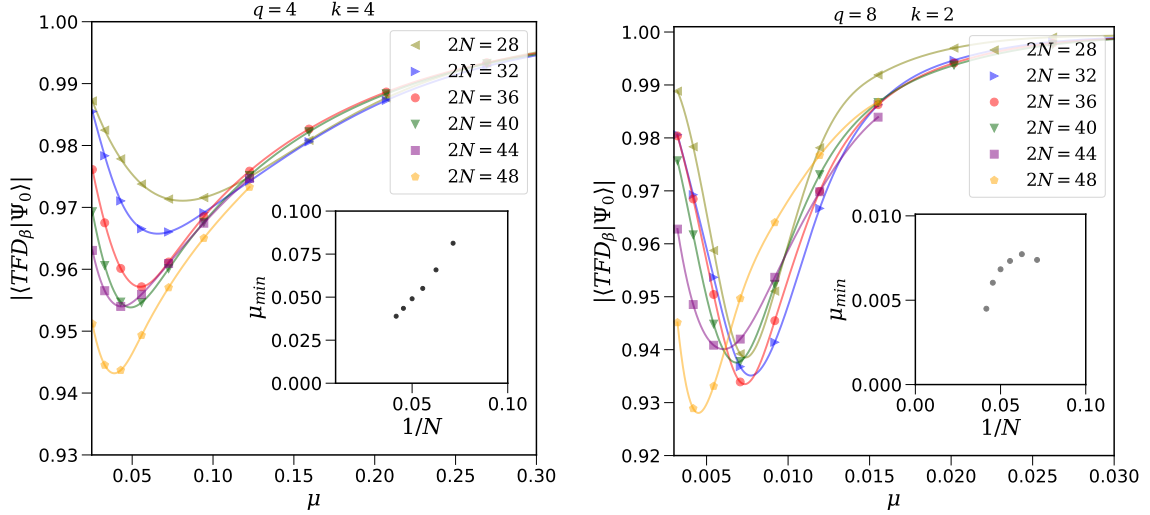 q = 4 k = 4
1.00
0.99
0.98
0.97
0.96
0.95
0.94
0.93
|⟨TFD_β|Ψ_0⟩|
2N = 28
2N = 32
2N = 36
2N = 40
2N = 44
2N = 48
0.100
0.075
0.050
0.025
0.000
μ_min
0.05 0.10
1/N
0.05 0.10 0.15 0.20 0.25 0.30
μ
q = 8 k = 2
1.00
0.99
0.98
0.97
0.96
0.95
0.94
0.93
0.92
|⟨TFD_β|Ψ_0⟩|
2N = 28
2N = 32
2N = 36
2N = 40
2N = 44
2N = 48
0.010
0.005
0.000
μ_min
0.00 0.05 0.10
1/N
0.005 0.010 0.015 0.020 0.025 0.030
μ